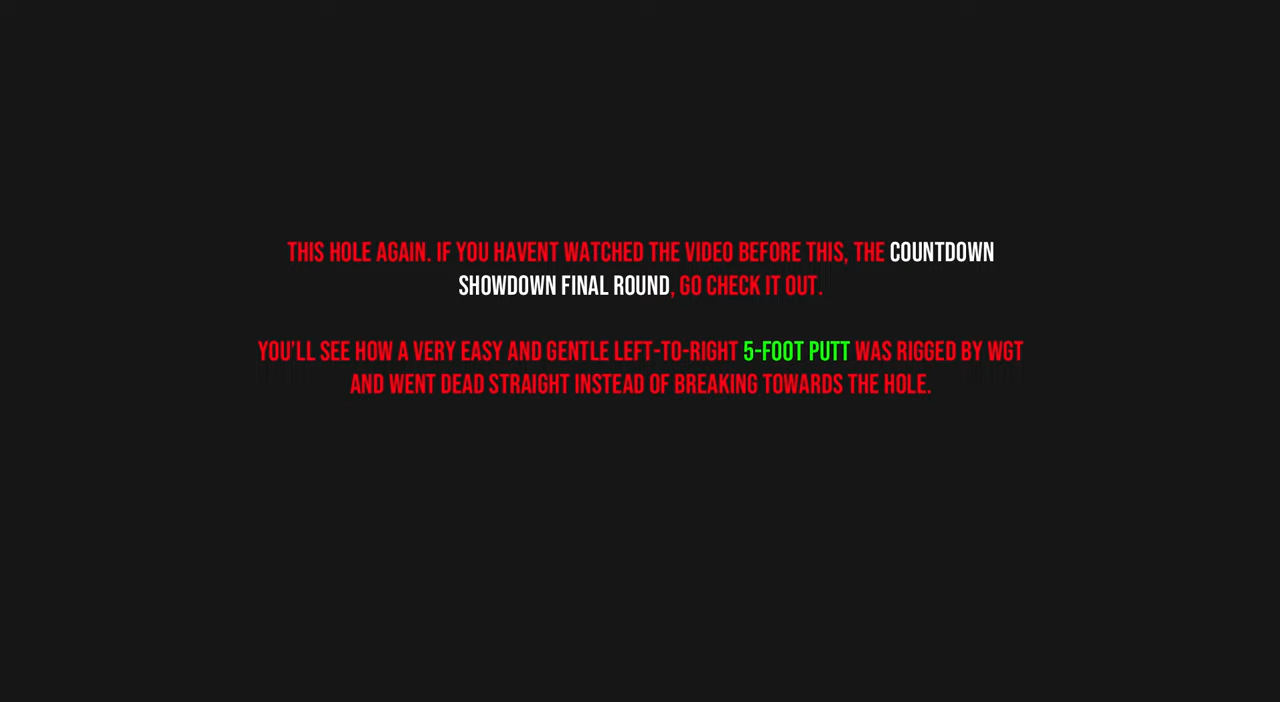 THIS HOLE AGAIN. IF YOU HAVENT WATCHED THE VIDEO BEFORE THIS, THE COUNTDOWN
SHOWDOWN FINAL ROUND, GO CHECK IT OUT.
YOU'LL SEE HOW A VERY EASY AND GENTLE LEFT-TO-RIGHT 5-FOOT PUTT WAS RIGGED BY WGT
AND WENT DEAD STRAIGHT INSTEAD OF BREAKING TOWARDS THE HOLE.